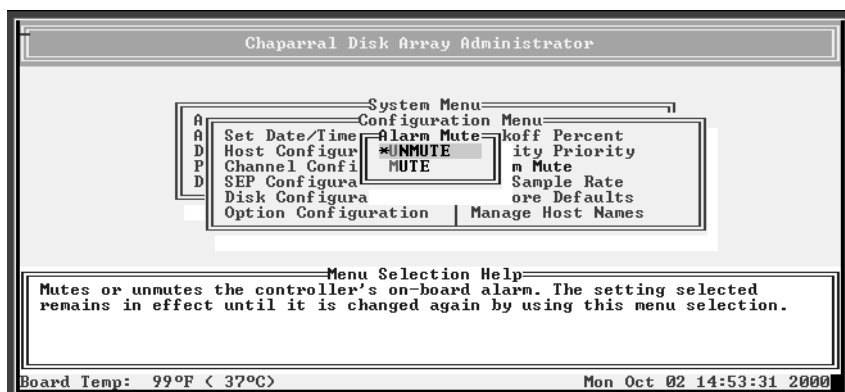 Chaparral Disk Array Administrator
System Menu
A Configuration Menu
A Set Date/Time Alarm Mute koff Percent
D Host Configur *UNMUTE ity Priority
P Channel Confi MUTE m Mute
D SEP Configura Sample Rate
Disk Configura ore Defaults
Option Configuration | Manage Host Names
Menu Selection Help
Mutes or unmutes the controller's on-board alarm. The setting selected
remains in effect until it is changed again by using this menu selection.
Board Temp: 99ºF ( 37ºC) Mon Oct 02 14:53:31 2000